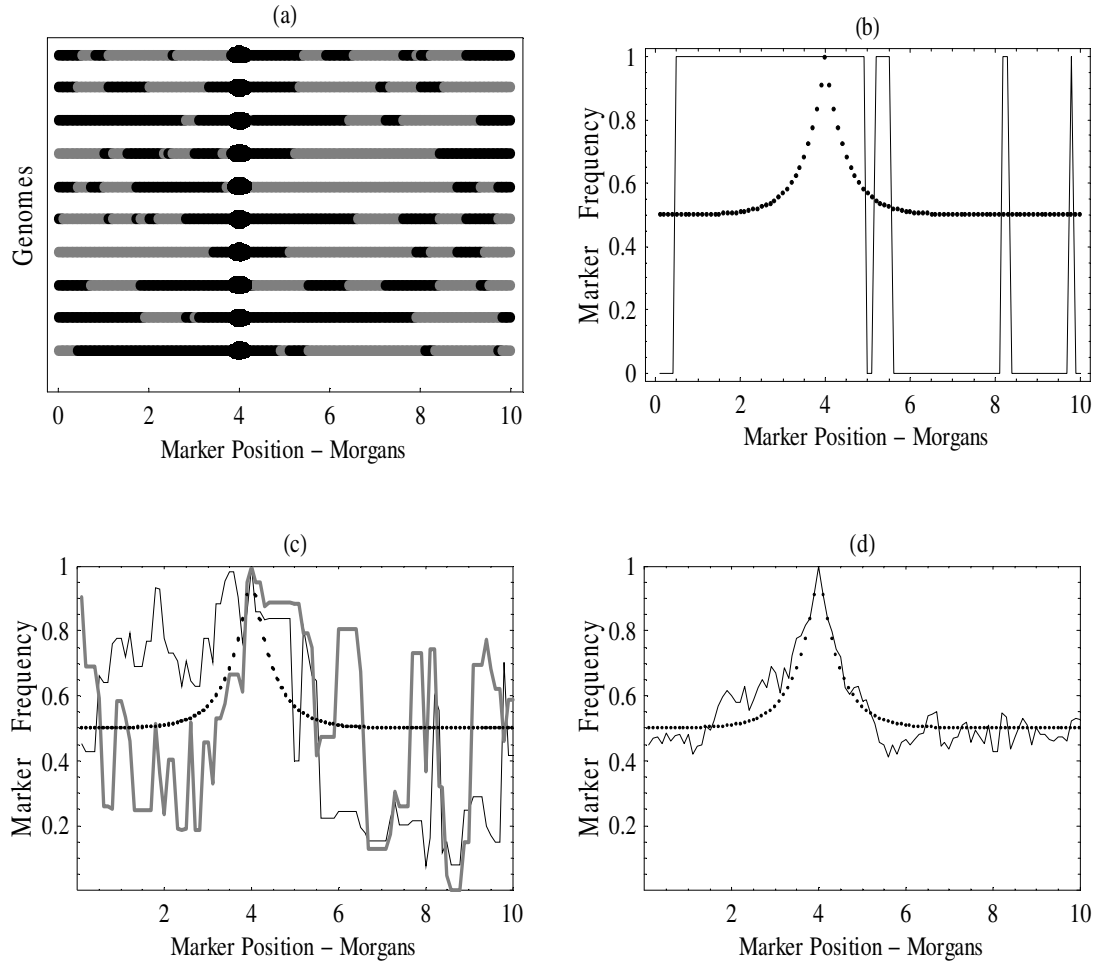 (a)
Genomes
0 2 4 6 8 10
Marker Position – Morgans
(b)
Marker Frequency
1
0.8
0.6
0.4
0.2
0
0 2 4 6 8 10
Marker Position – Morgans
(c)
Marker Frequency
1
0.8
0.6
0.4
0.2
2 4 6 8 10
Marker Position – Morgans
(d)
Marker Frequency
1
0.8
0.6
0.4
0.2
2 4 6 8 10
Marker Position – Morgans